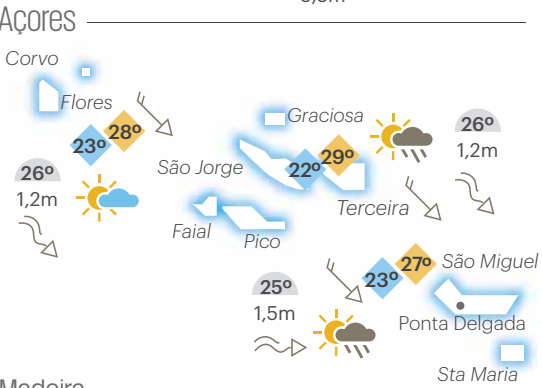 Açores
Corvo
Flores
23º 28º
26º
1,2m
Graciosa
São Jorge
22º 29º
26º
1,2m
Terceira
Faial
Pico
25º
1,5m
23º 27º
São Miguel
Ponta Delgada
Sta Maria